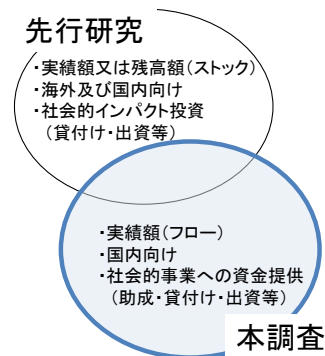 先行研究
・実績額又は残高額(ストック)
・海外及び国内向け
・社会的インパクト投資
(貸付け・出資等)
・実績額(フロー)
・国内向け
・社会的事業への資金提供
(助成・貸付け・出資等)
本調査